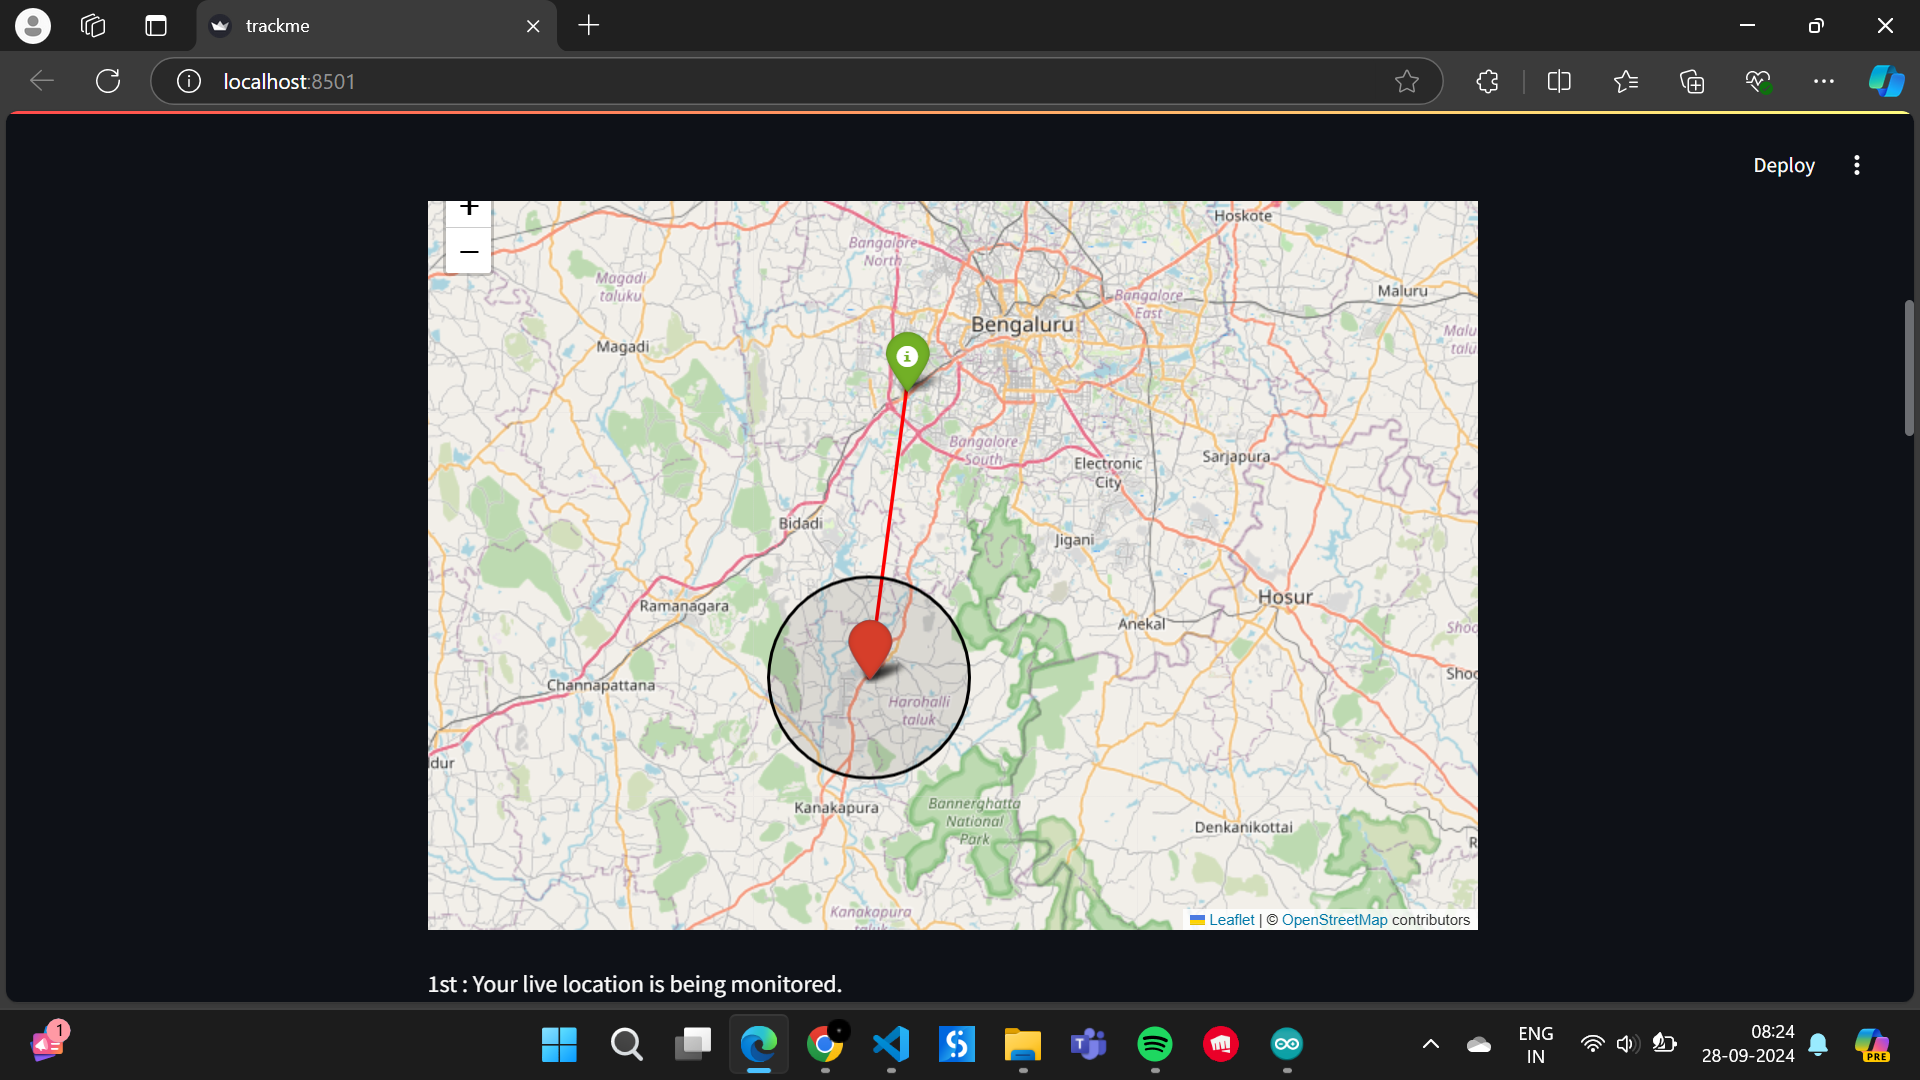 trackme
localhost:8501
Deploy
+
−
Hoskote
Bangalore
North
Magadi
taluku
Maluru
Bangalore
East
Bengaluru
Malu
talu
Magadi
Bangalore
South
Electronic
City
Sarjapura
Bidadi
Jigani
Hosur
Ramanagara
Anekal
Shoo
Channapattana
Shoo
Harohalli
taluk
dur
Kanakapura
Bannerghatta
National
Park
Denkanikottai
R
Kanakapura
taluk
Leaflet | © OpenStreetMap contributors
1st : Your live location is being monitored.
1
ENG
IN
08:24
28-09-2024
PRE